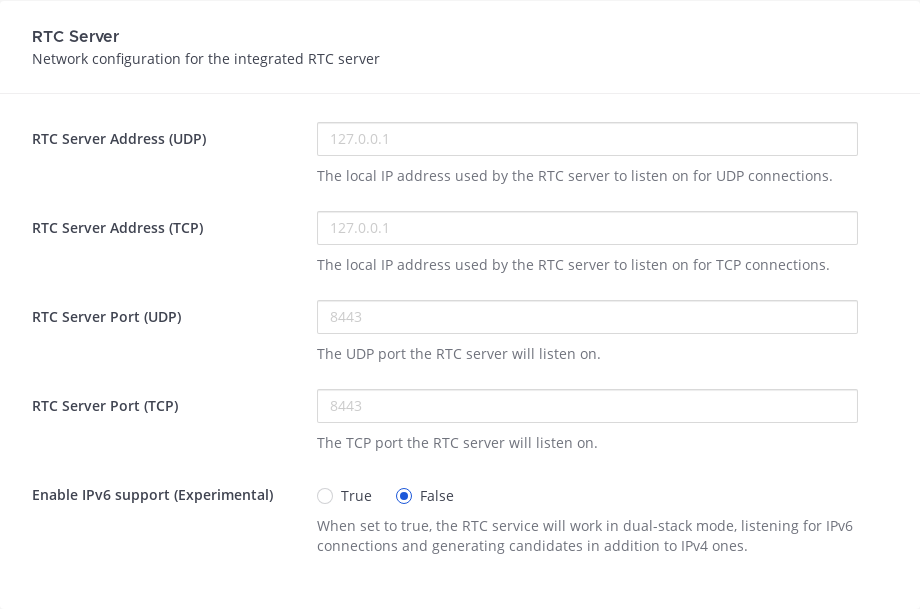 RTC Server
Network configuration for the integrated RTC server
RTC Server Address (UDP)
127.0.0.1
The local IP address used by the RTC server to listen on for UDP connections.
RTC Server Address (TCP)
127.0.0.1
The local IP address used by the RTC server to listen on for TCP connections.
RTC Server Port (UDP)
8443
The UDP port the RTC server will listen on.
RTC Server Port (TCP)
8443
The TCP port the RTC server will listen on.
Enable IPv6 support (Experimental)
True False
When set to true, the RTC service will work in dual-stack mode, listening for IPv6
connections and generating candidates in addition to IPv4 ones.